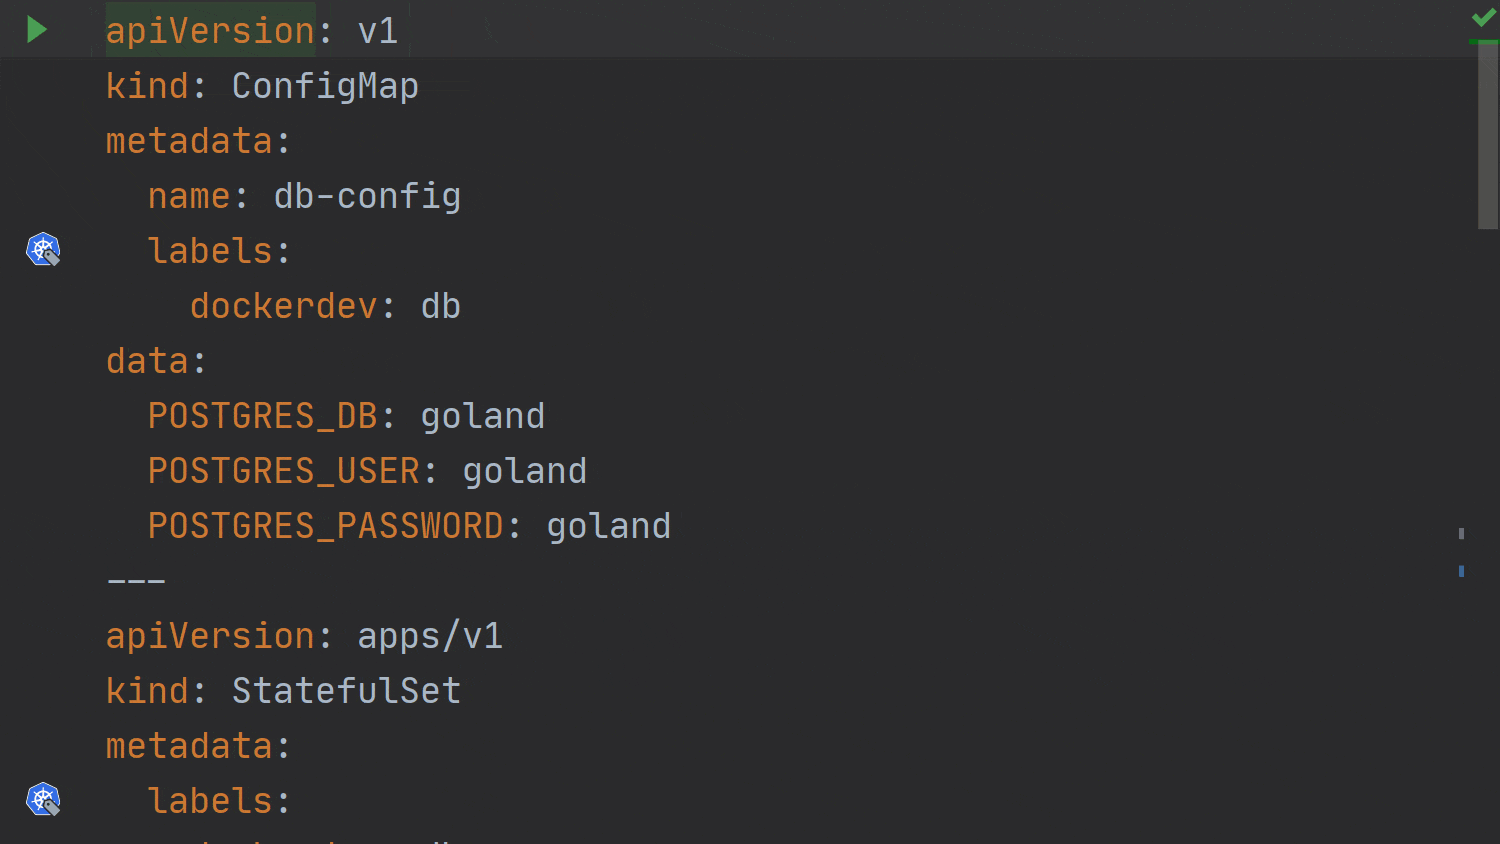 apiVersion: v1
kind: ConfigMap
metadata:
  name: db-config
  labels:
    dockerdev: db
data:
  POSTGRES_DB: goland
  POSTGRES_USER: goland
  POSTGRES_PASSWORD: goland
---
apiVersion: apps/v1
kind: StatefulSet
metadata:
  labels: